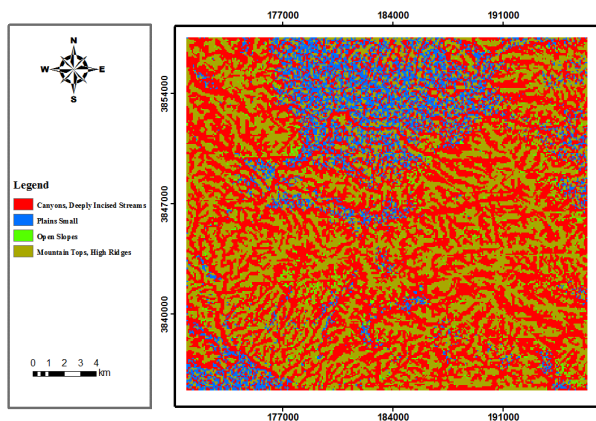 177000 184000 191000
N
W E
S
Legend
Canyons, Deeply Incised Streams
Plains Small
Open Slopes
Mountain Tops, High Ridges
0 1 2 3 4
km
3854000
3847000
3840000
177000 184000 191000